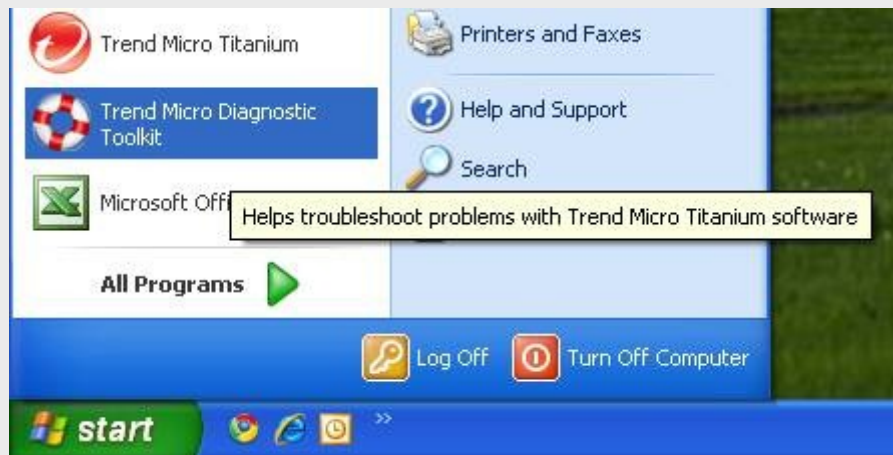 Trend Micro Titanium
Trend Micro Diagnostic
Toolkit
Microsoft Offi
All Programs
Printers and Faxes
Help and Support
Search
Helps troubleshoot problems with Trend Micro Titanium software
Log Off
Turn Off Computer
start